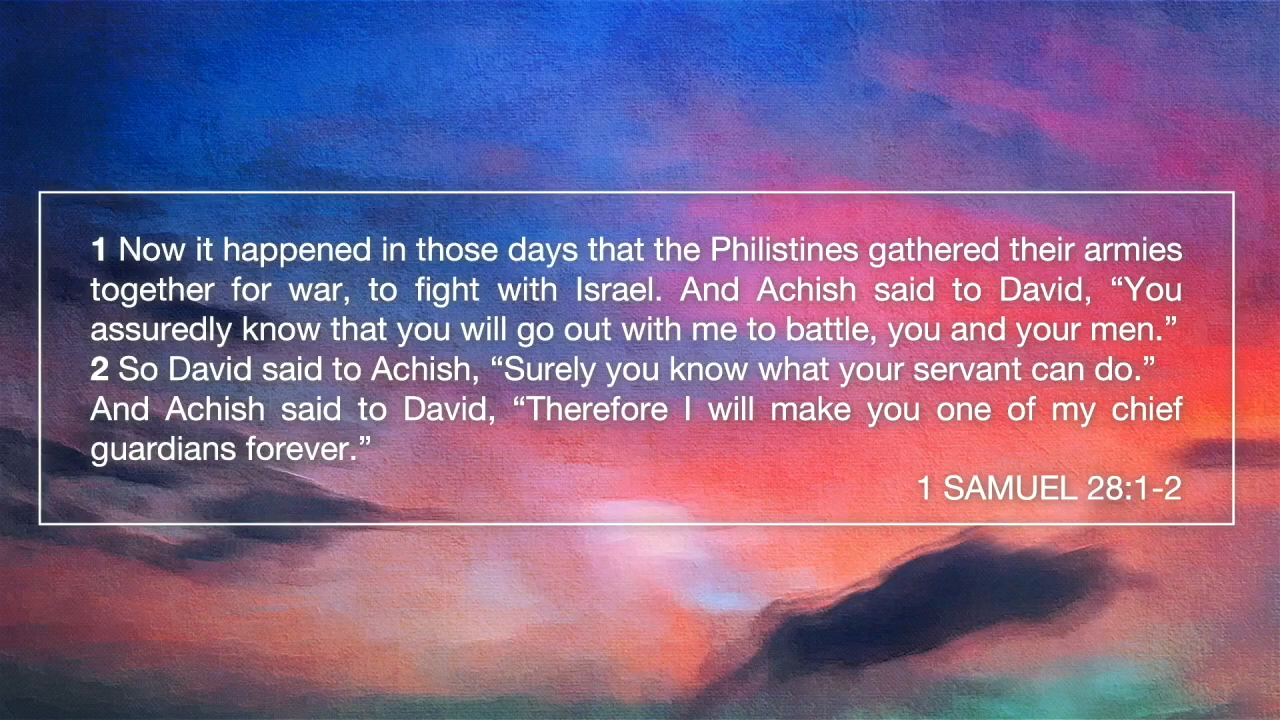 1 Now it happened in those days that the Philistines gathered their armies
together for war, to fight with Israel. And Achish said to David, “You
assuredly know that you will go out with me to battle, you and your men.”
2 So David said to Achish, “Surely you know what your servant can do.”
And Achish said to David, “Therefore I will make you one of my chief
guardians forever.”
1 SAMUEL 28:1-2